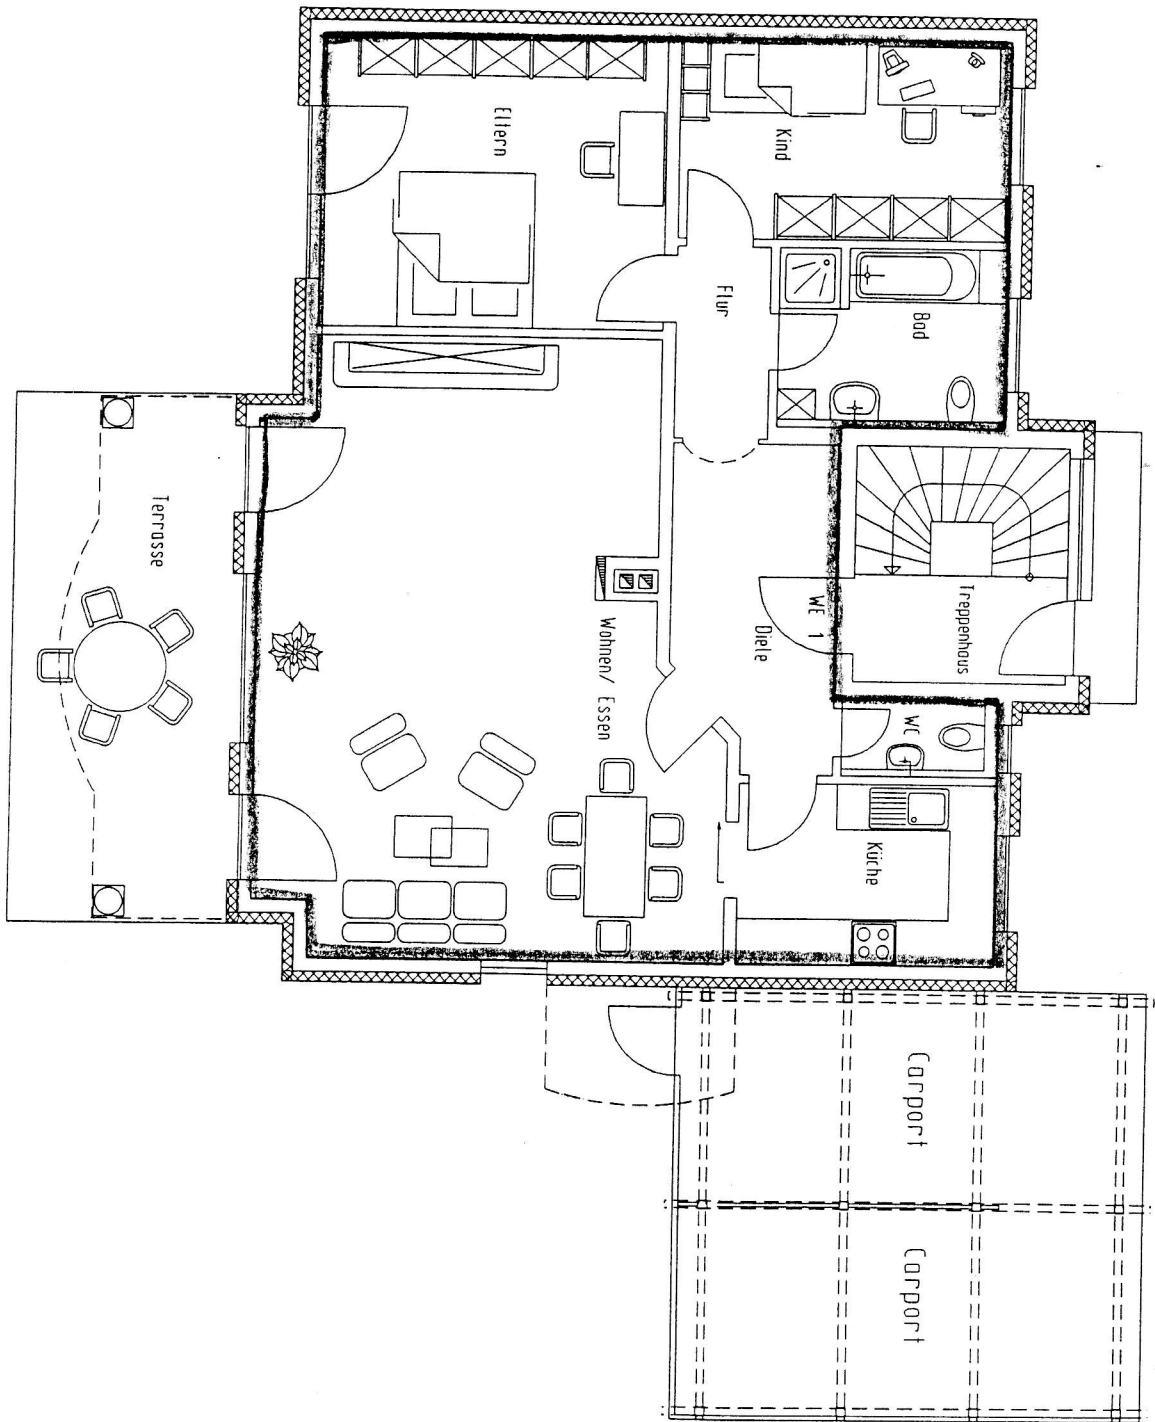 Eltern
Kind
Flur
Bad
Terrasse
Wohnen/ Essen
Diele
WE 1
Treppenhaus
WC
Küche
Carport
Carport